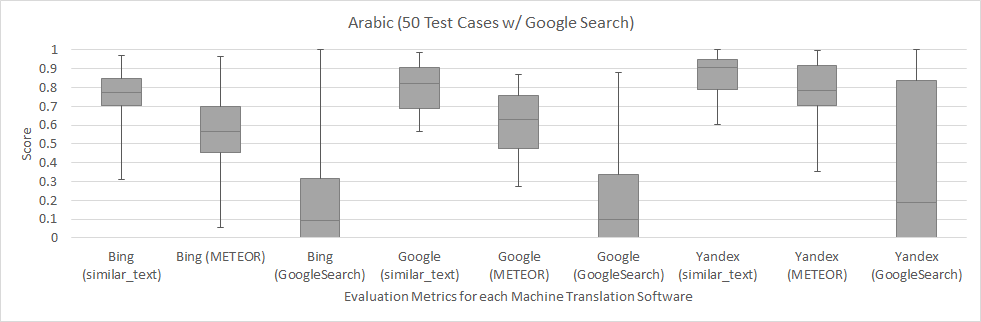 Arabic (50 Test Cases w/ Google Search)
1
0.9
0.8
0.7
0.6
0.5
0.4
0.3
0.2
0.1
0
Score
Bing
(similar_text)
Bing (METEOR)
Bing
(GoogleSearch)
Google
(similar_text)
Google
(METEOR)
Google
(GoogleSearch)
Yandex
(similar_text)
Yandex
(METEOR)
Yandex
(GoogleSearch)
Evaluation Metrics for each Machine Translation Software